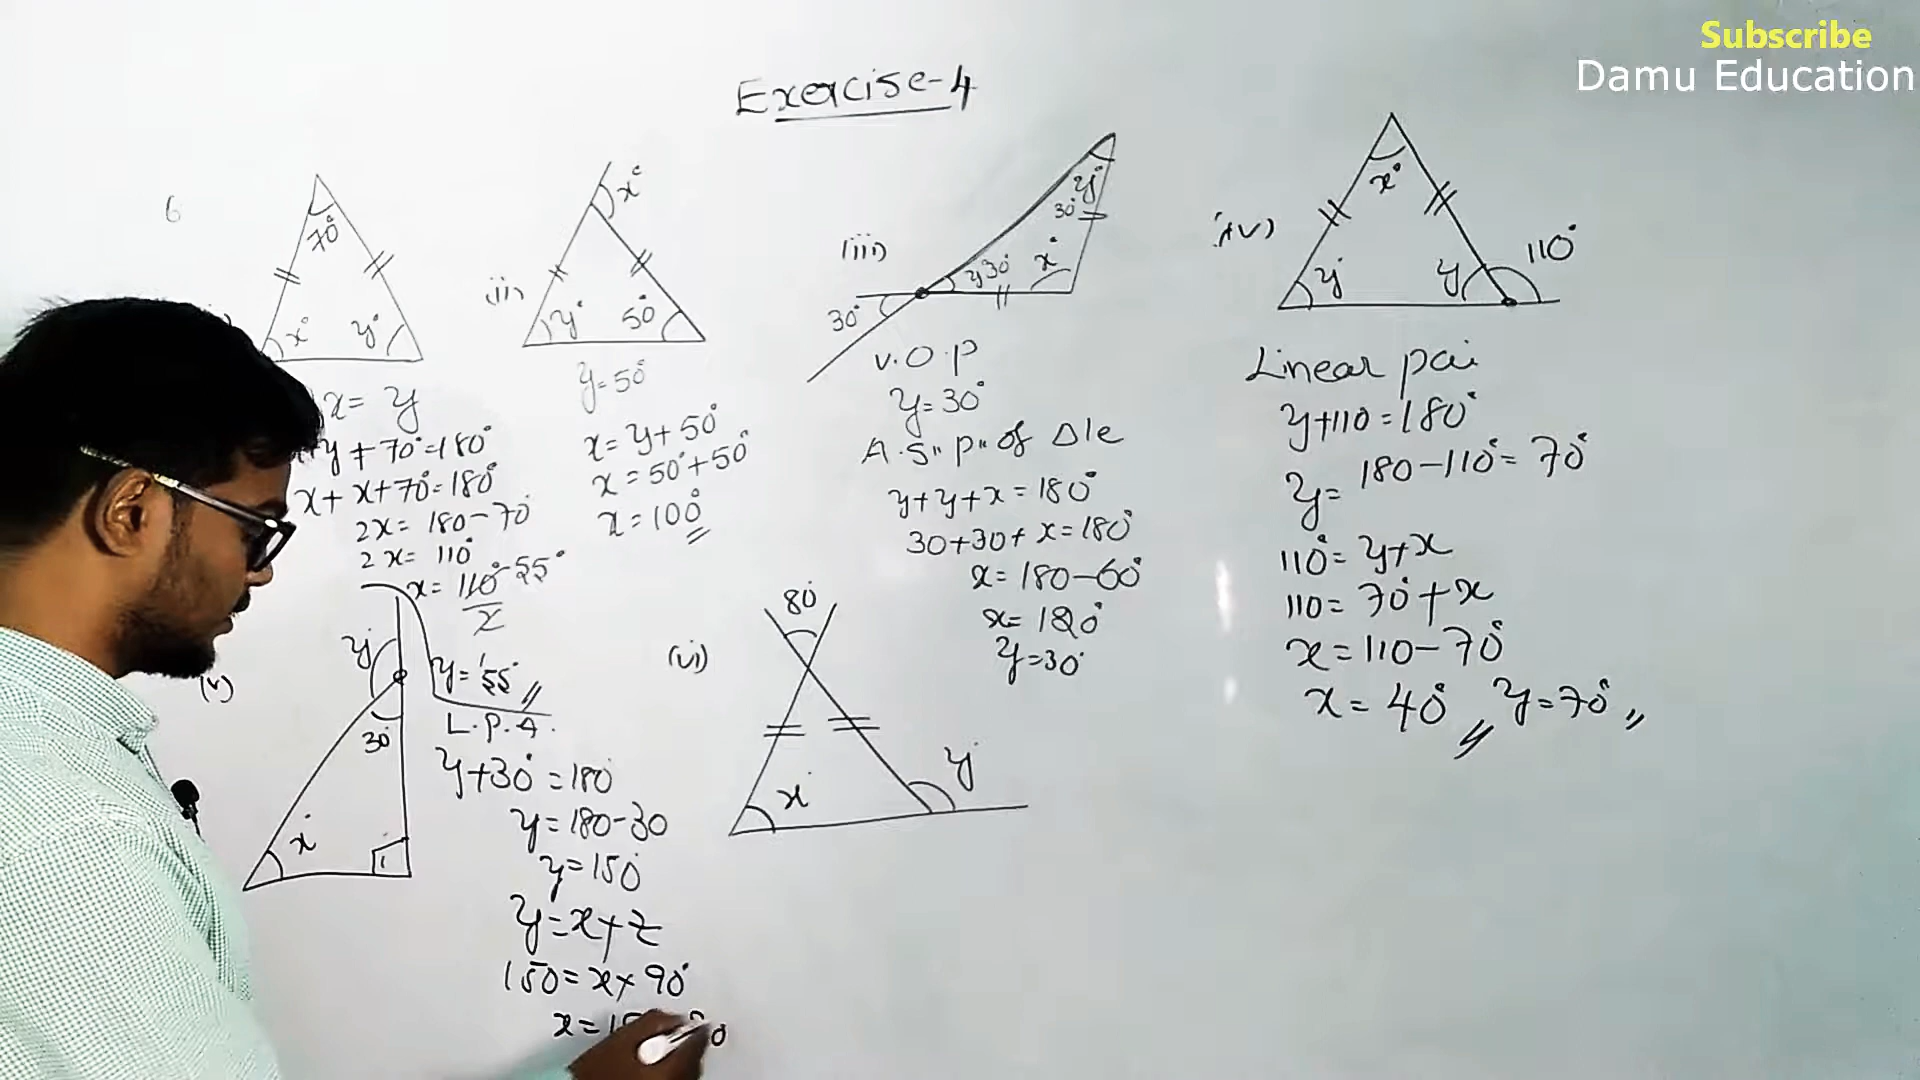 Subscribe
Damu Education
Exercise-4
6
70°
x°
y°
x = y
y + 70° = 180°
x + x + 70° = 180°
2x = 180 - 70°
2x = 110°
x = 110° 55°
2
y = 55°
(ii)
x°
y°
50°
y = 50°
x = y + 50°
x = 50° + 50°
x = 100°
(iii)
y°
30°
y 30°
x°
30°
V.O.P
y = 30°
A.S"P" of Δle
y + y + x = 180°
30 + 30 + x = 180°
x = 180 - 60°
x = 120°
y = 30°
(iv)
x°
y°
y
110°
Linear pai
y + 110 = 180°
y = 180 - 110° = 70°
110° = y + x
110 = 70° + x
x = 110 - 70°
x = 40°, y = 70°
(v)
y
30°
x°
L.P.A.
y + 30° = 180°
y = 180 - 30
y = 150°
y = x + z
150 = x + 90°
x = 15
(vi)
80°
x°
y°